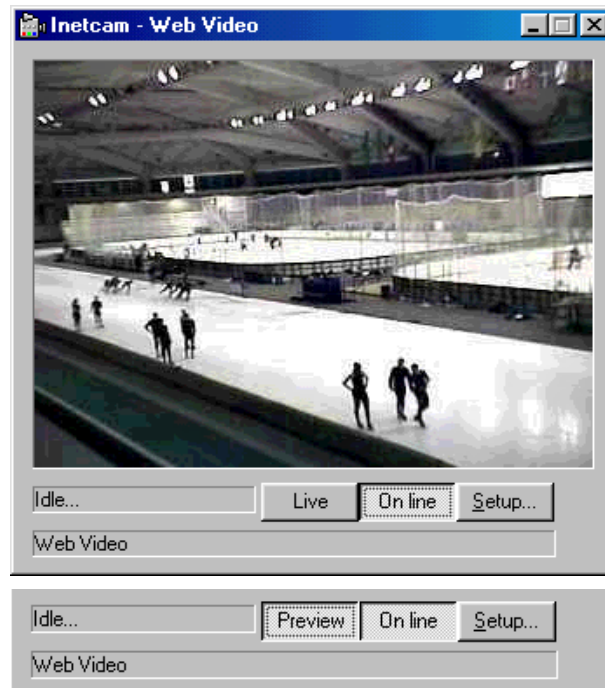 Inetcam - Web Video
Idle... Live On line Setup...
Web Video
Idle... Preview On line Setup...
Web Video